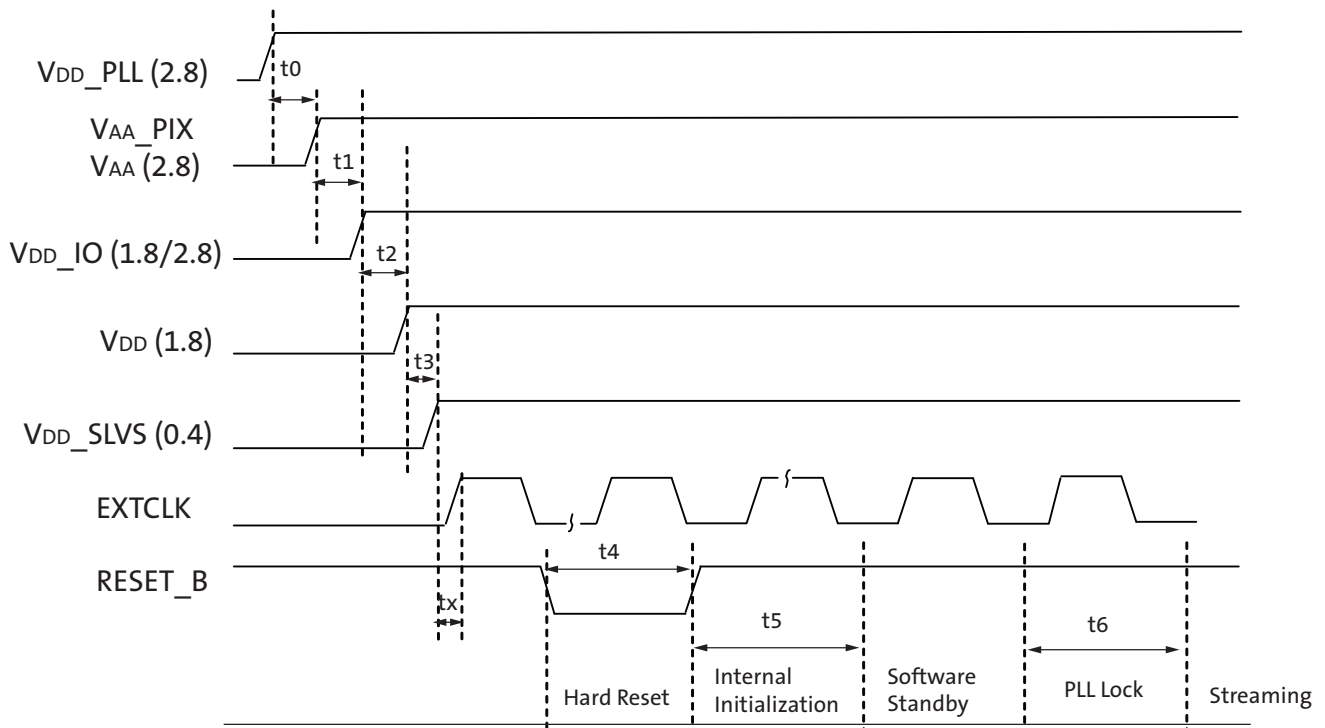 VDD_PLL (2.8)
t0
VAA_PIX
VAA (2.8)
t1
VDD_IO (1.8/2.8)
t2
VDD (1.8)
t3
VDD_SLVS (0.4)
EXTCLK
t4
RESET_B
tx
t5
t6
Hard Reset
Internal
Initialization
Software
Standby
PLL Lock
Streaming